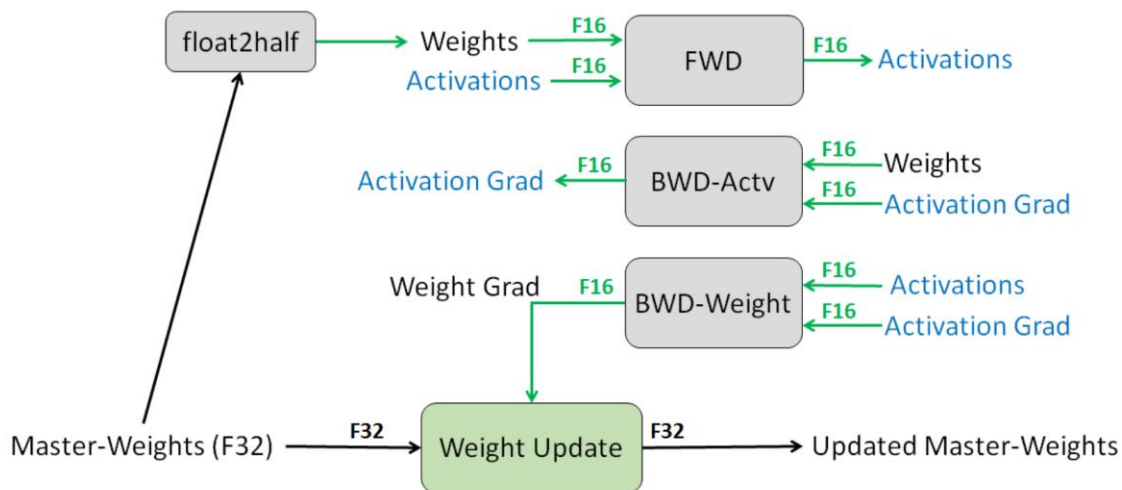 float2half
Weights
F16
Activations
F16
FWD
F16
Activations
Activation Grad
F16
BWD-Actv
F16
Weights
F16
Activation Grad
Weight Grad
F16
BWD-Weight
F16
Activations
F16
Activation Grad
Master-Weights (F32)
F32
Weight Update
F32
Updated Master-Weights